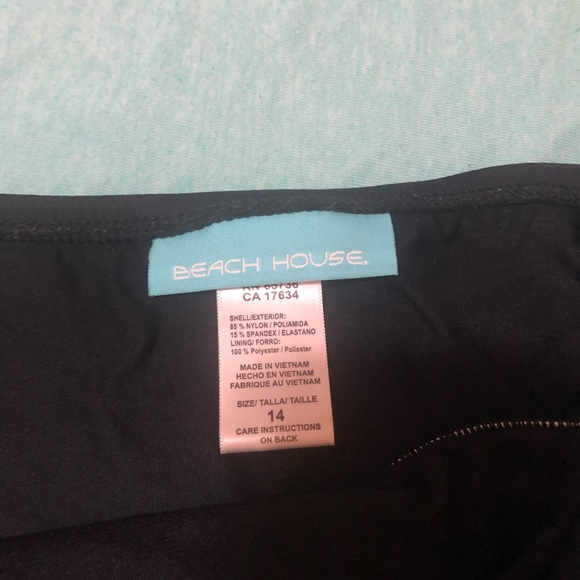 BEACH HOUSE®
CA 17634
SHELL/EXTERIOR:
85 % NYLON / POLIAMIDA
15 % SPANDEX / ELASTANO
LINING/ FORRO:
100 % Polyester / Poliester
MADE IN VIETNAM
HECHO EN VIETNAM
FABRIQUE AU VIETNAM
SIZE/ TALLA/ TAILLE
14
CARE INSTRUCTIONS
ON BACK